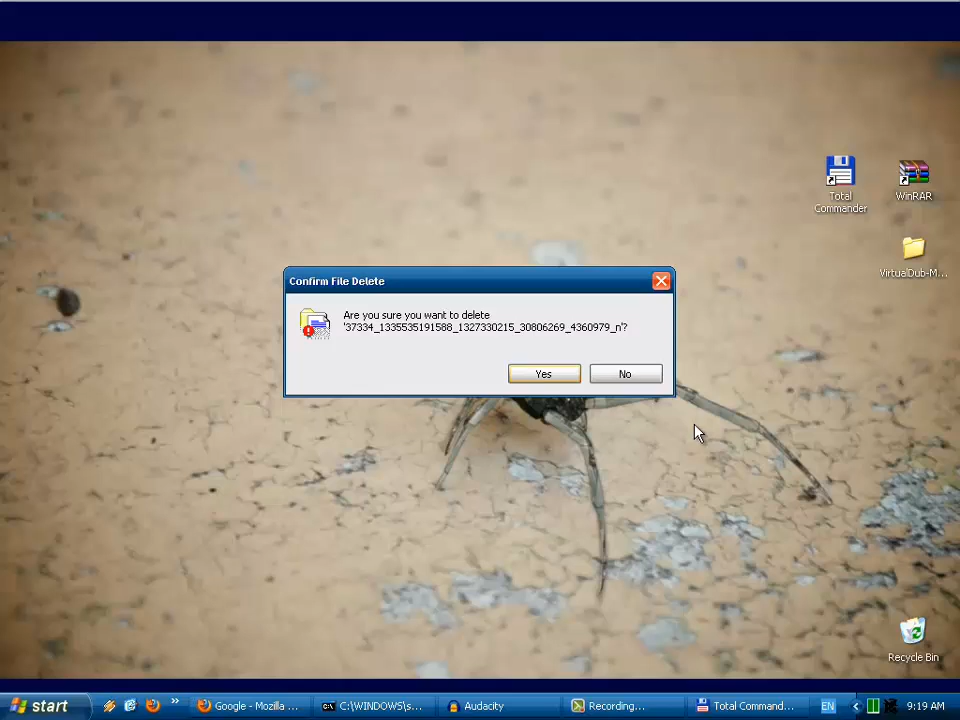 Total
Commander
WinRAR
VirtualDub-M...
Confirm File Delete
Are you sure you want to delete
'37334_1335535191588_1327330215_30806269_4360979_n'?
Yes
No
Recycle Bin
start
Google - Mozilla ...
C:\WINDOWS\s...
Audacity
Recording...
Total Command...
EN
9:19 AM